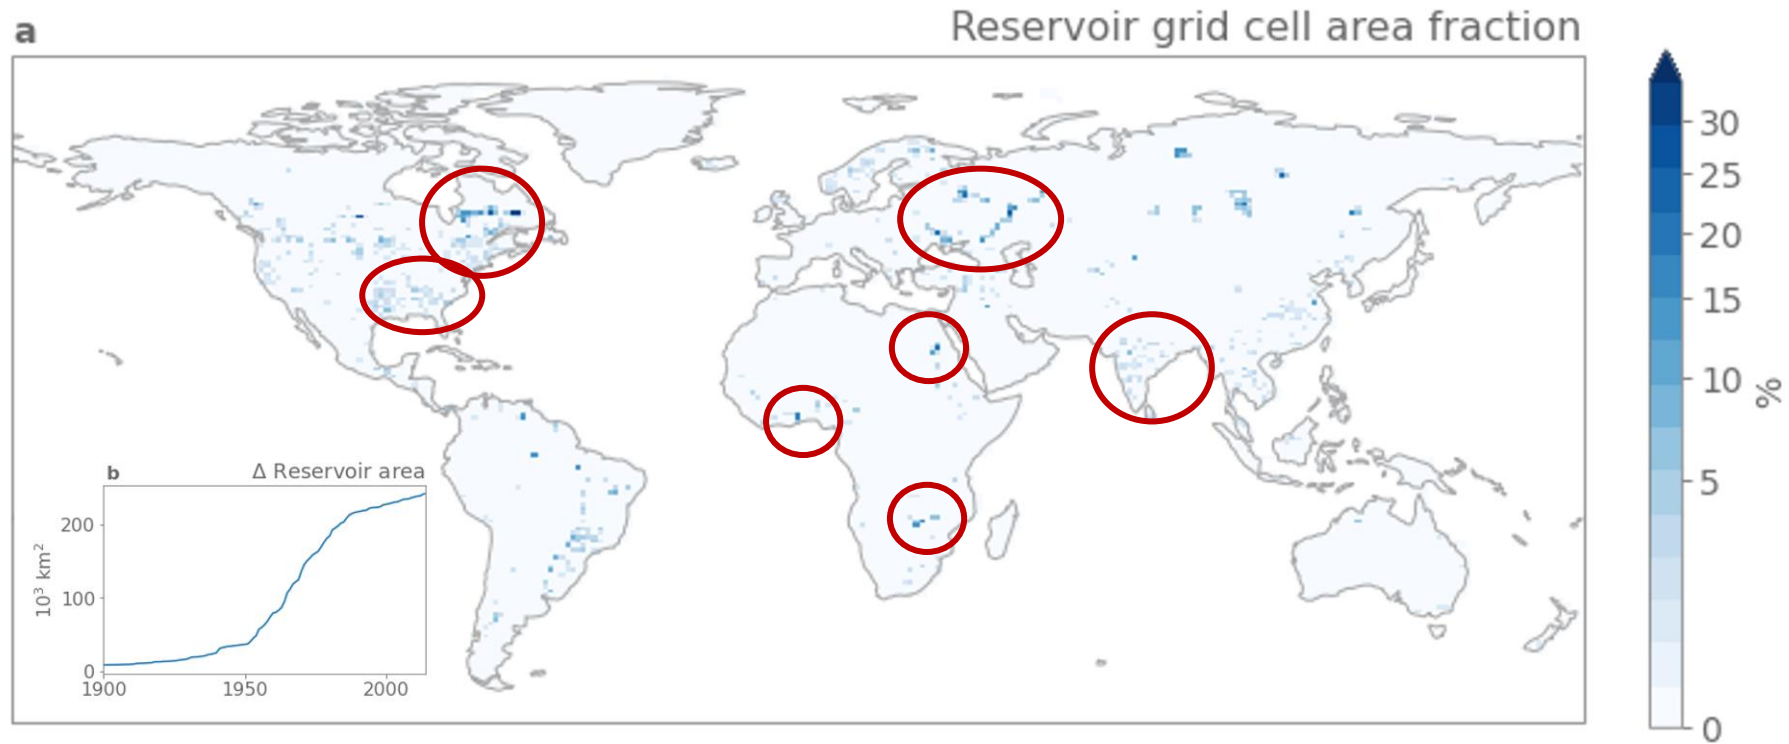 a
Reservoir grid cell area fraction
30
25
20
15
10
5
0
%
b
Δ Reservoir area
200
100
0
10³ km²
1900
1950
2000